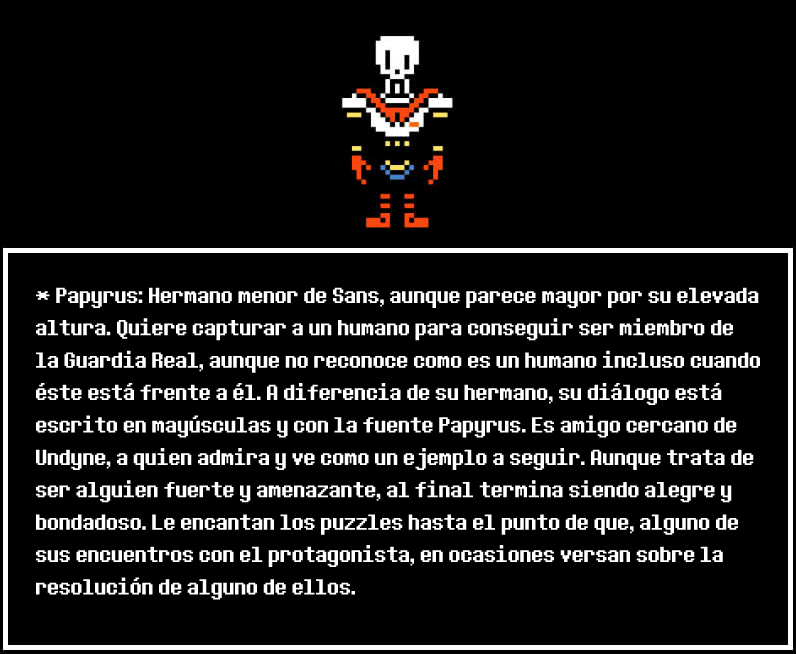 * Papyrus: Hermano menor de Sans, aunque parece mayor por su elevada
altura. Quiere capturar a un humano para conseguir ser miembro de
la Guardia Real, aunque no reconoce como es un humano incluso cuando
éste está frente a él. A diferencia de su hermano, su diálogo está
escrito en mayúsculas y con la fuente Papyrus. Es amigo cercano de
Undyne, a quien admira y ve como un ejemplo a seguir. Aunque trata de
ser alguien fuerte y amenazante, al final termina siendo alegre y
bondadoso. Le encantan los puzzles hasta el punto de que, alguno de
sus encuentros con el protagonista, en ocasiones versan sobre la
resolución de alguno de ellos.